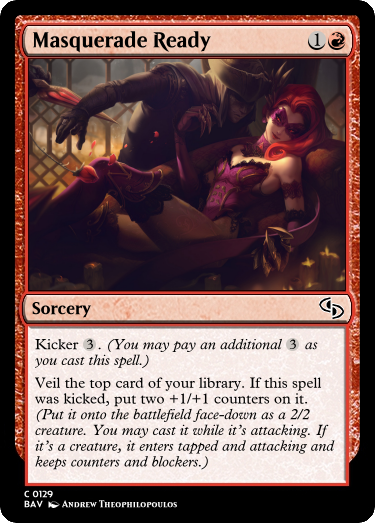 Masquerade Ready 1
Sorcery
Kicker 3. (You may pay an additional 3 as
you cast this spell.)
Veil the top card of your library. If this spell
was kicked, put two +1/+1 counters on it.
(Put it onto the battlefield face-down as a 2/2
creature. You may cast it while it's attacking. If
it's a creature, it enters tapped and attacking and
keeps counters and blockers.)
C 0129
BAV Andrew Theophilopoulos